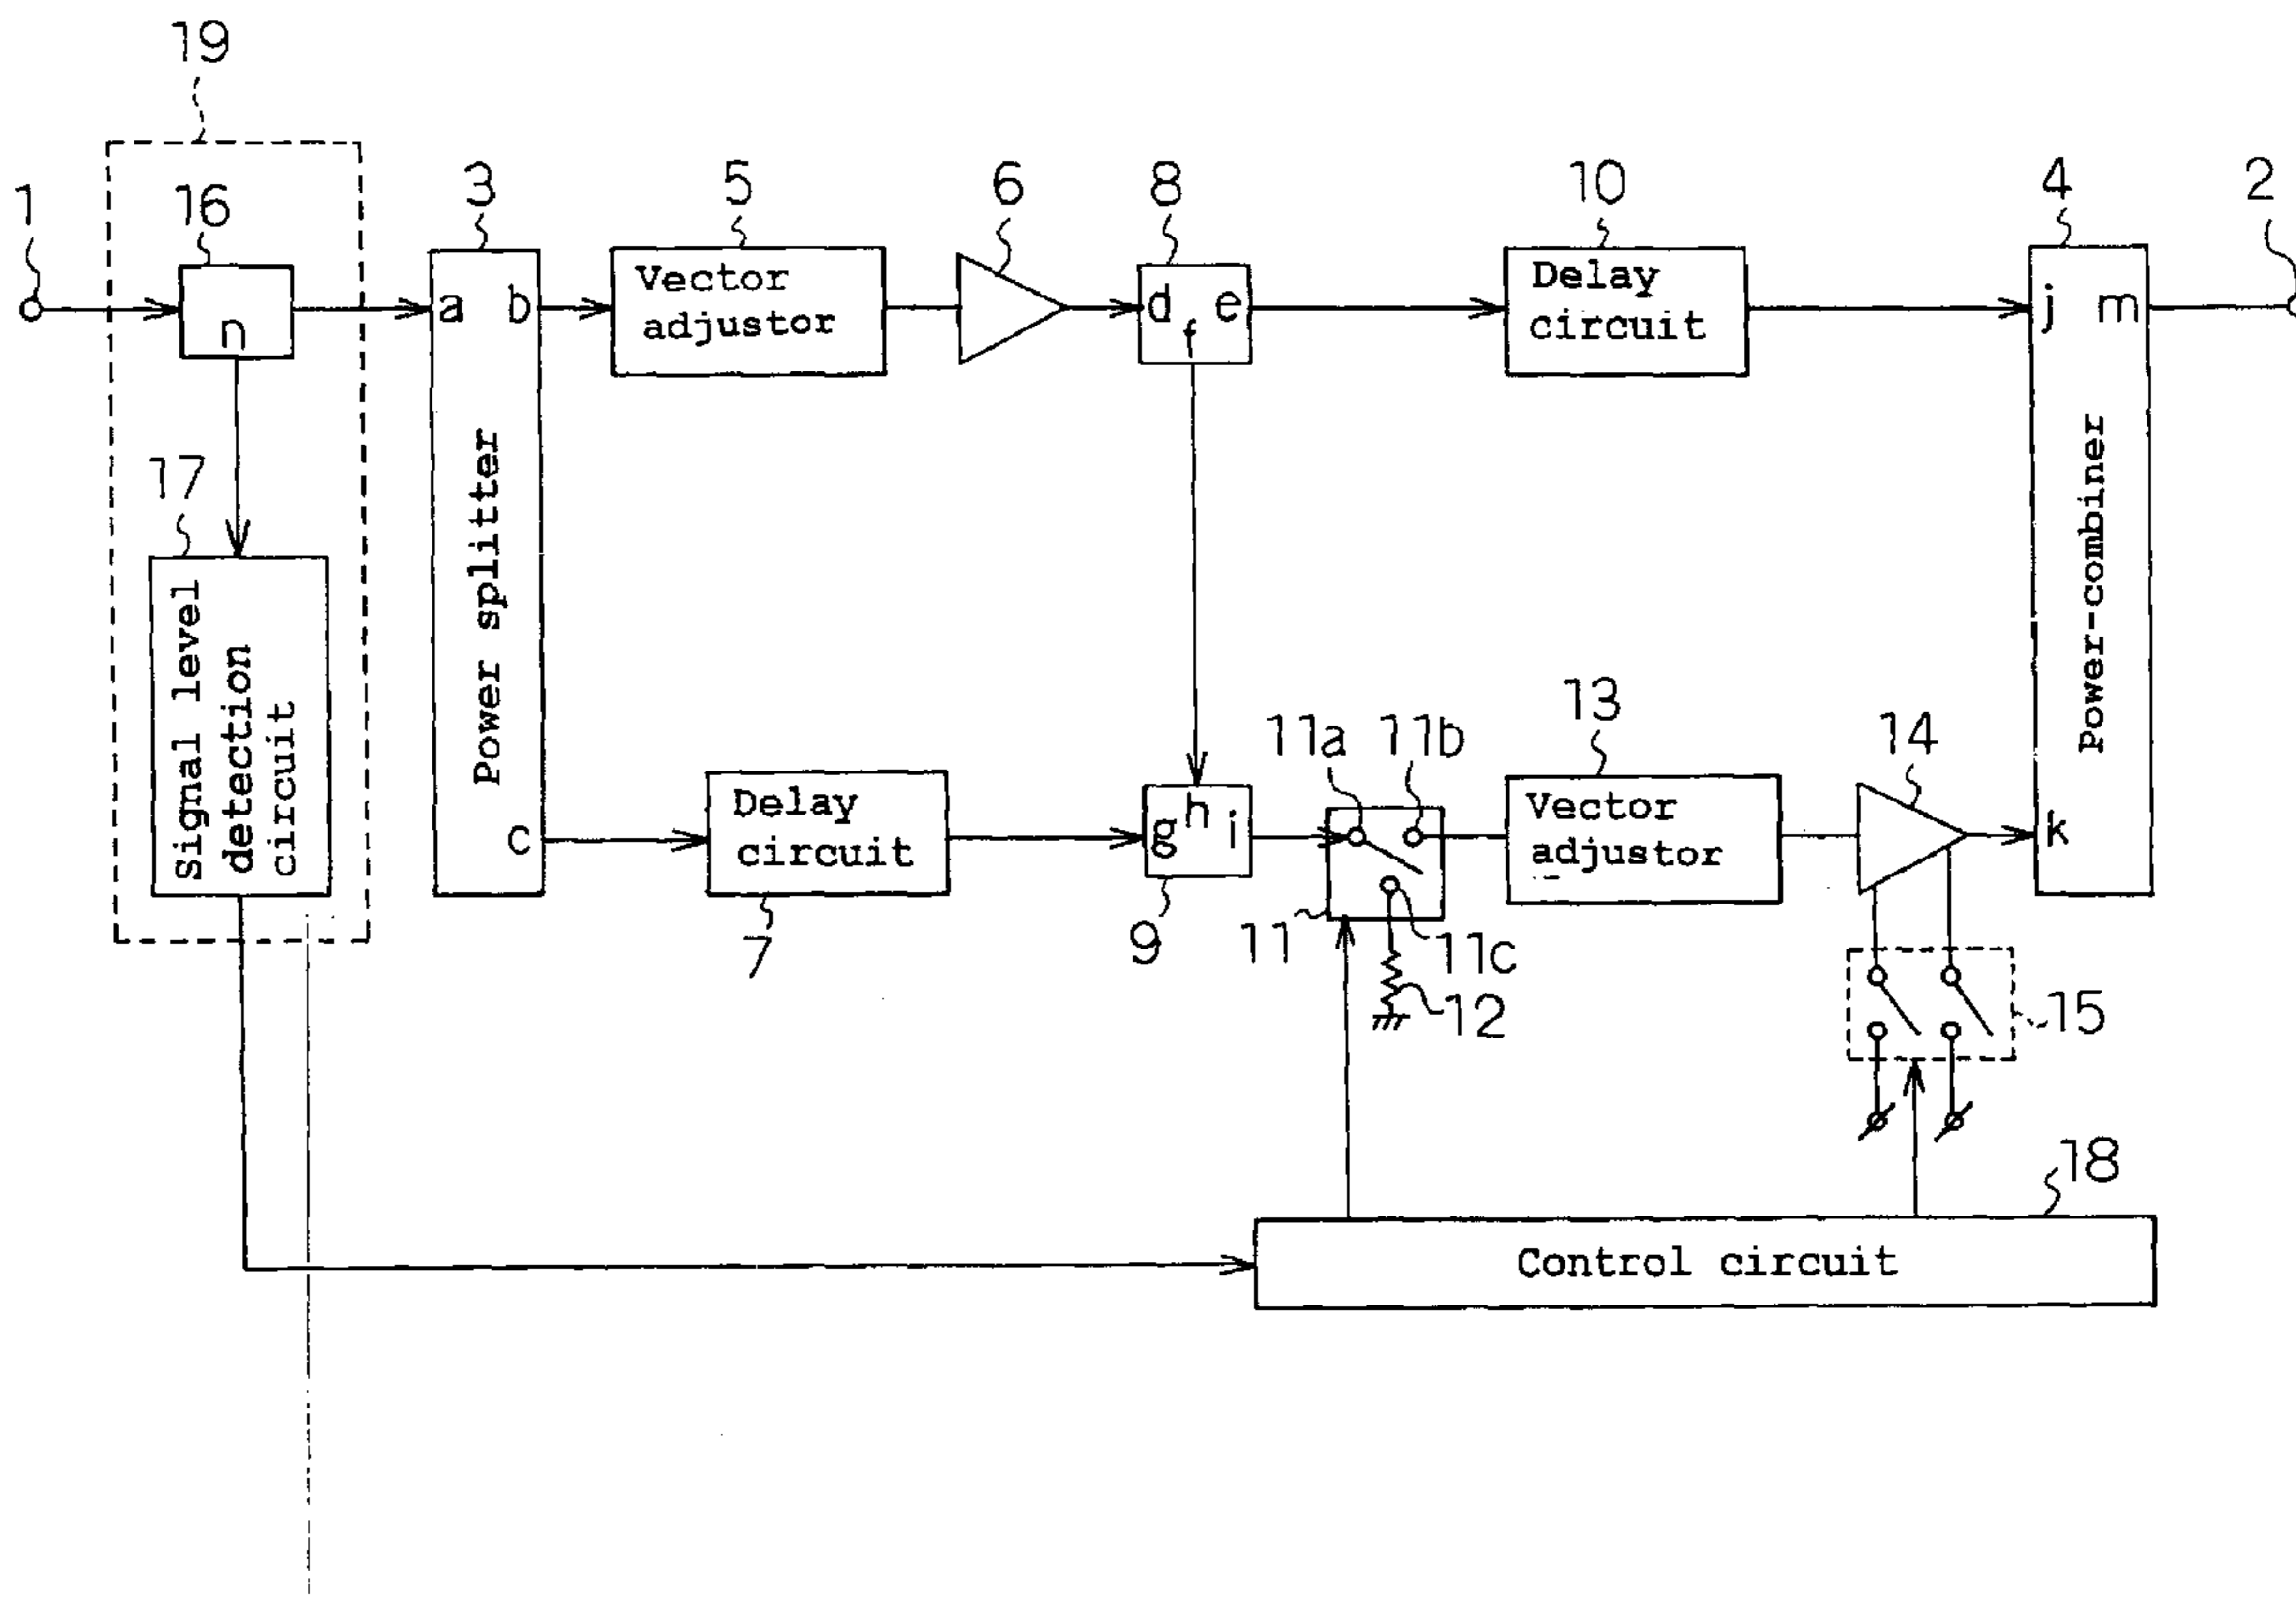 19
1
16
3
5
6
8
10
4
2
n
a
b
Vector
adjustor
d
f
e
Delay
circuit
j
m
17
Signal level
detection
circuit
Power splitter
Power-combiner
c
Delay
circuit
7
g
h
i
9
11a
11b
11
11c
12
13
Vector
adjustor
14
k
15
18
Control circuit